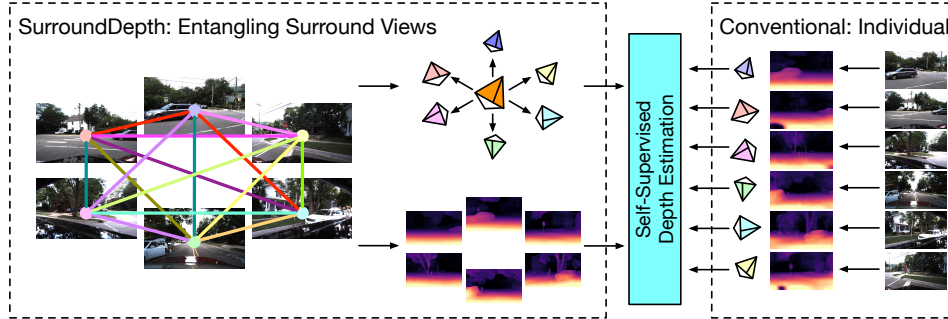 SurroundDepth: Entangling Surround Views
Self-Supervised
Depth Estimation
Conventional: Individual